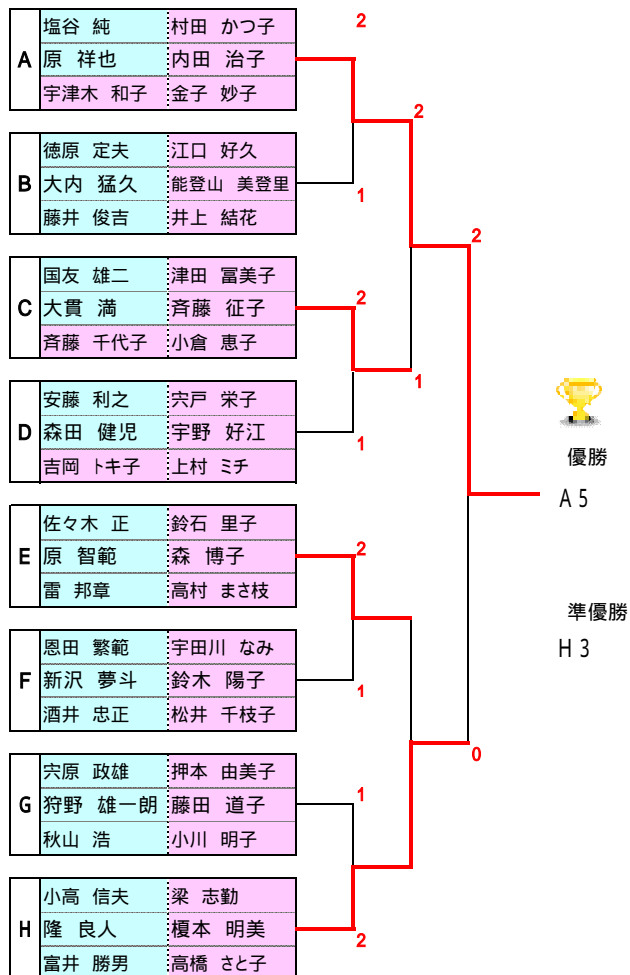 塩谷 純 村田 かつ子 2
A 原 祥也 内田 治子
宇津木 和子 金子 妙子
2
徳原 定夫 江口 好久
B 大内 猛久 能登山 美登里
1
藤井 俊吉 井上 結花
2
国友 雄二 津田 冨美子
2
C 大貫 満 斉藤 征子
斉藤 千代子 小倉 恵子
1
安藤 利之 宍戸 栄子
D 森田 健児 宇野 好江
1
吉岡 トキ子 上村 ミチ
優勝
A 5
佐々木 正 鈴石 里子
2
E 原 智範 森 博子
雷 邦章 高村 まさ枝
準優勝
H 3
恩田 繁範 宇田川 なみ
F 新沢 夢斗 鈴木 陽子
1
酒井 忠正 松井 千枝子
0
宍原 政雄 押本 由美子
1
G 狩野 雄一朗 藤田 道子
秋山 浩 小川 明子
小高 信夫 梁 志勤
H 隆 良人 榎本 明美
2
富井 勝男 高橋 さと子